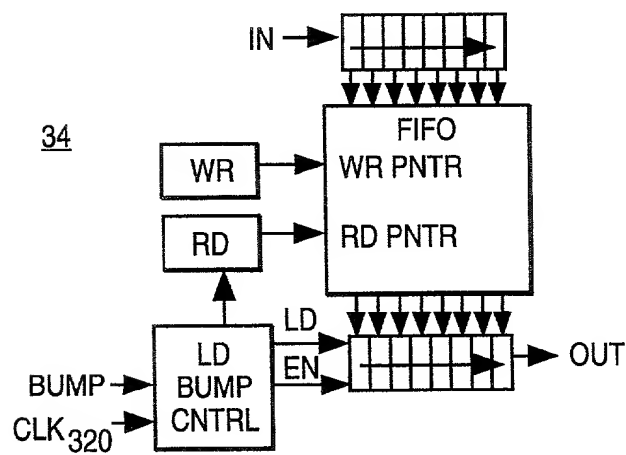 IN
34
FIFO
WR
WR PNTR
RD
RD PNTR
LD
LD
BUMP
CNTRL
EN
OUT
BUMP
CLK320